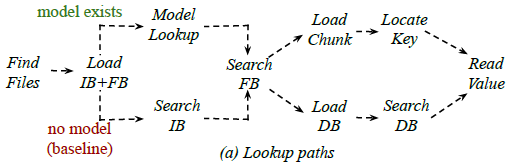 model exists
Model
Lookup
Load
Chunk
Locate
Key
Find
Files
Load
IB+FB
Search
FB
Read
Value
Search
IB
Load
DB
Search
DB
no model
(baseline)
(a) Lookup paths